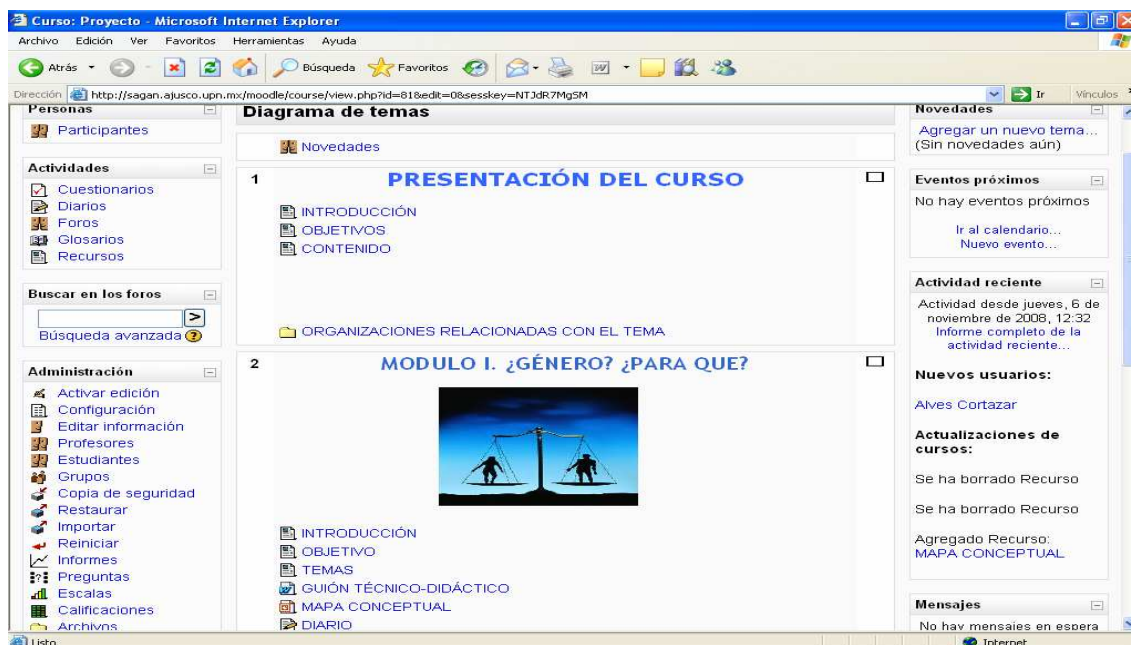 Curso: Proyecto - Microsoft Internet Explorer
Archivo Edición Ver Favoritos Herramientas Ayuda
Atrás Búsqueda Favoritos
Dirección http://sagan.ajusco.upn.mx/moodle/course/view.php?id=81&edit=0&sesskey=NTJdR7MgSM Ir Vínculos
Personas
Participantes
Actividades
Cuestionarios
Diarios
Foros
Glosarios
Recursos
Buscar en los foros
>
Búsqueda avanzada ?
Administración
Activar edición
Configuración
Editar información
Profesores
Estudiantes
Grupos
Copia de seguridad
Restaurar
Importar
Reiniciar
Informes
Preguntas
Escalas
Calificaciones
Archivos
Diagrama de temas
Novedades
1 PRESENTACIÓN DEL CURSO
INTRODUCCIÓN
OBJETIVOS
CONTENIDO
ORGANIZACIONES RELACIONADAS CON EL TEMA
2 MODULO I. ¿GÉNERO? ¿PARA QUE?
INTRODUCCIÓN
OBJETIVO
TEMAS
GUIÓN TÉCNICO-DIDÁCTICO
MAPA CONCEPTUAL
DIARIO
Novedades
Agregar un nuevo tema...
(Sin novedades aún)
Eventos próximos
No hay eventos próximos
Ir al calendario...
Nuevo evento...
Actividad reciente
Actividad desde jueves, 6 de
noviembre de 2008, 12:32
Informe completo de la
actividad reciente...
Nuevos usuarios:
Alves Cortazar
Actualizaciones de
cursos:
Se ha borrado Recurso
Se ha borrado Recurso
Agregado Recurso:
MAPA CONCEPTUAL
Mensajes
No hay mensajes en espera
Listo Internet